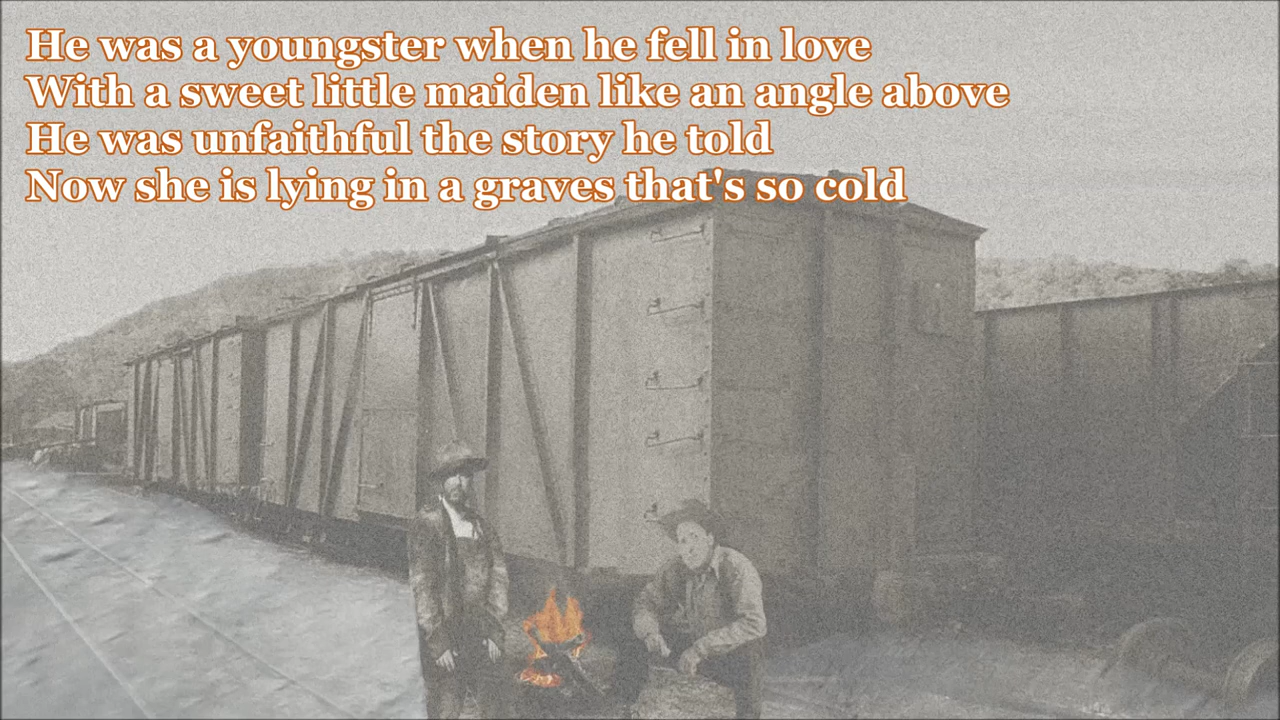 He was a youngster when he fell in love
With a sweet little maiden like an angle above
He was unfaithful the story he told
Now she is lying in a graves that's so cold